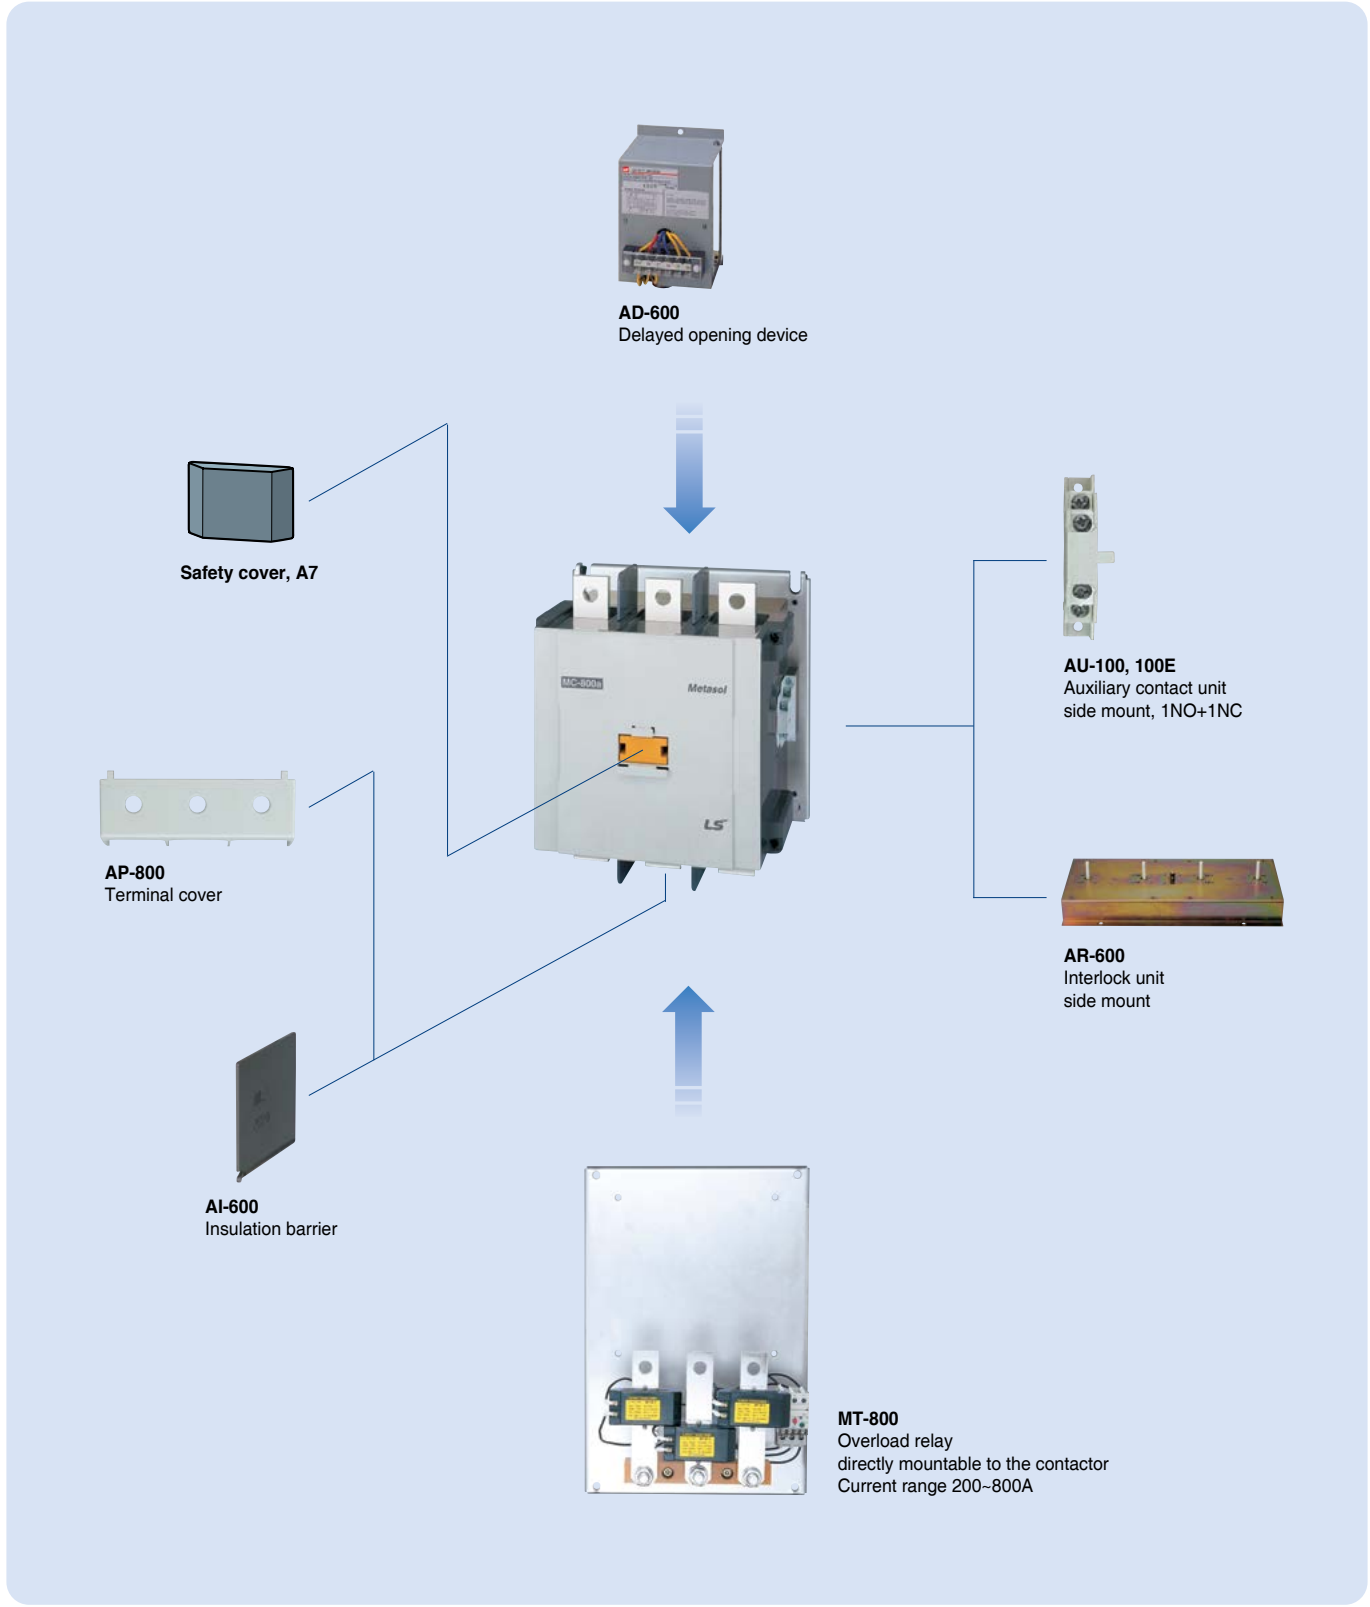 AD-600
Delayed opening device
Safety cover, A7
AU-100, 100E
Auxiliary contact unit
side mount, 1NO+1NC
MC-800a
Metasol
LS
AP-800
Terminal cover
AR-600
Interlock unit
side mount
AI-600
Insulation barrier
MT-800
Overload relay
directly mountable to the contactor
Current range 200~800A